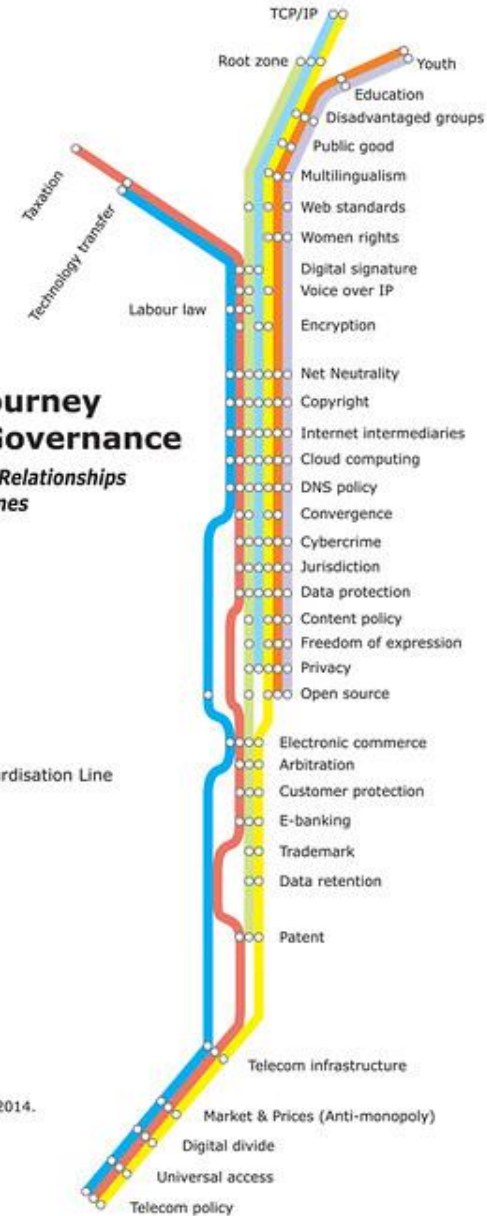 TCP/IP
Root zone
Youth
Education
Disadvantaged groups
Public good
Multilingualism
Taxation
Technology transfer
Web standards
Women rights
Digital signature
Voice over IP
Labour law
Encryption
Net Neutrality
ourney
Copyright
overnance
Internet intermediaries
Relationships
Cloud computing
nes
DNS policy
Convergence
Cybercrime
Jurisdiction
Data protection
Content policy
Freedom of expression
Privacy
Open source
Electronic commerce
Arbitration
rdisation Line
Customer protection
E-banking
Trademark
Data retention
Patent
Telecom infrastructure
2014.
Market & Prices (Anti-monopoly)
Digital divide
Universal access
Telecom policy